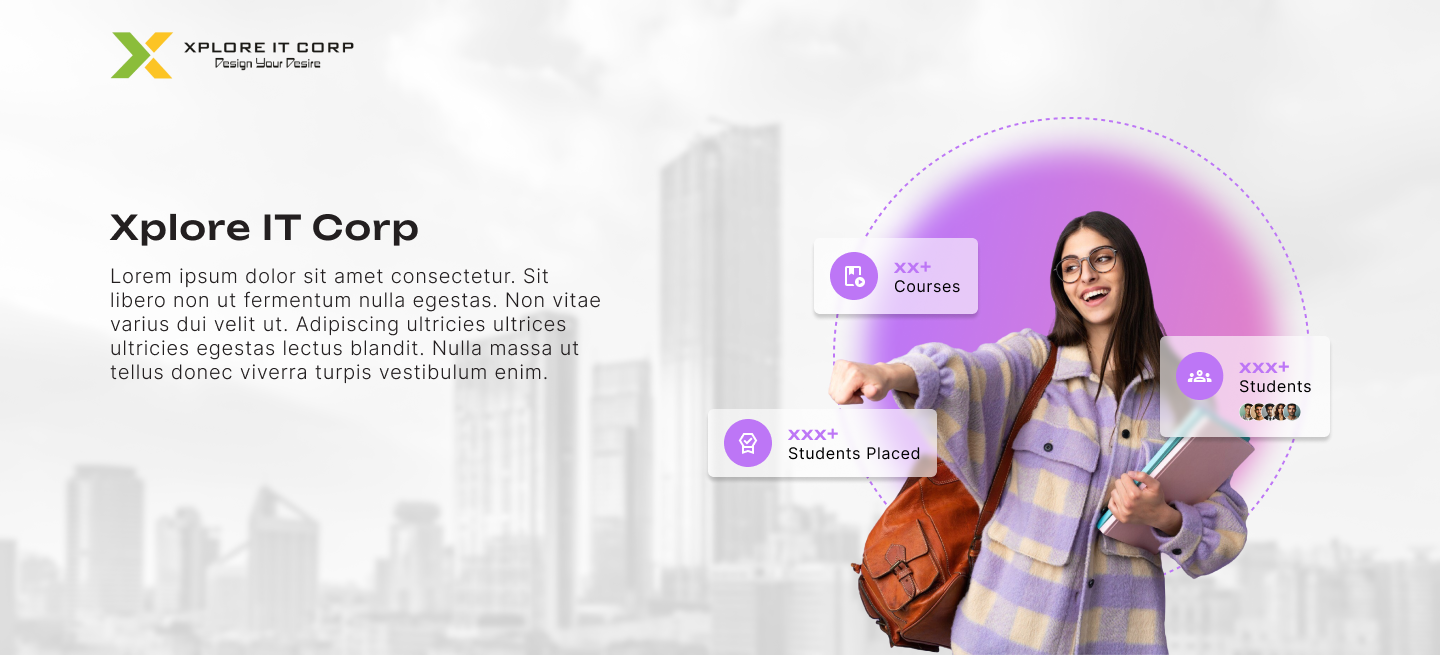 XPLORE IT CORP
Design Your Desire
Xplore IT Corp
Lorem ipsum dolor sit amet consectetur. Sit
libero non ut fermentum nulla egestas. Non vitae
varius dui velit ut. Adipiscing ultricies ultrices
ultricies egestas lectus blandit. Nulla massa ut
tellus donec viverra turpis vestibulum enim.
xx+
Courses
xxx+
Students
xxx+
Students Placed